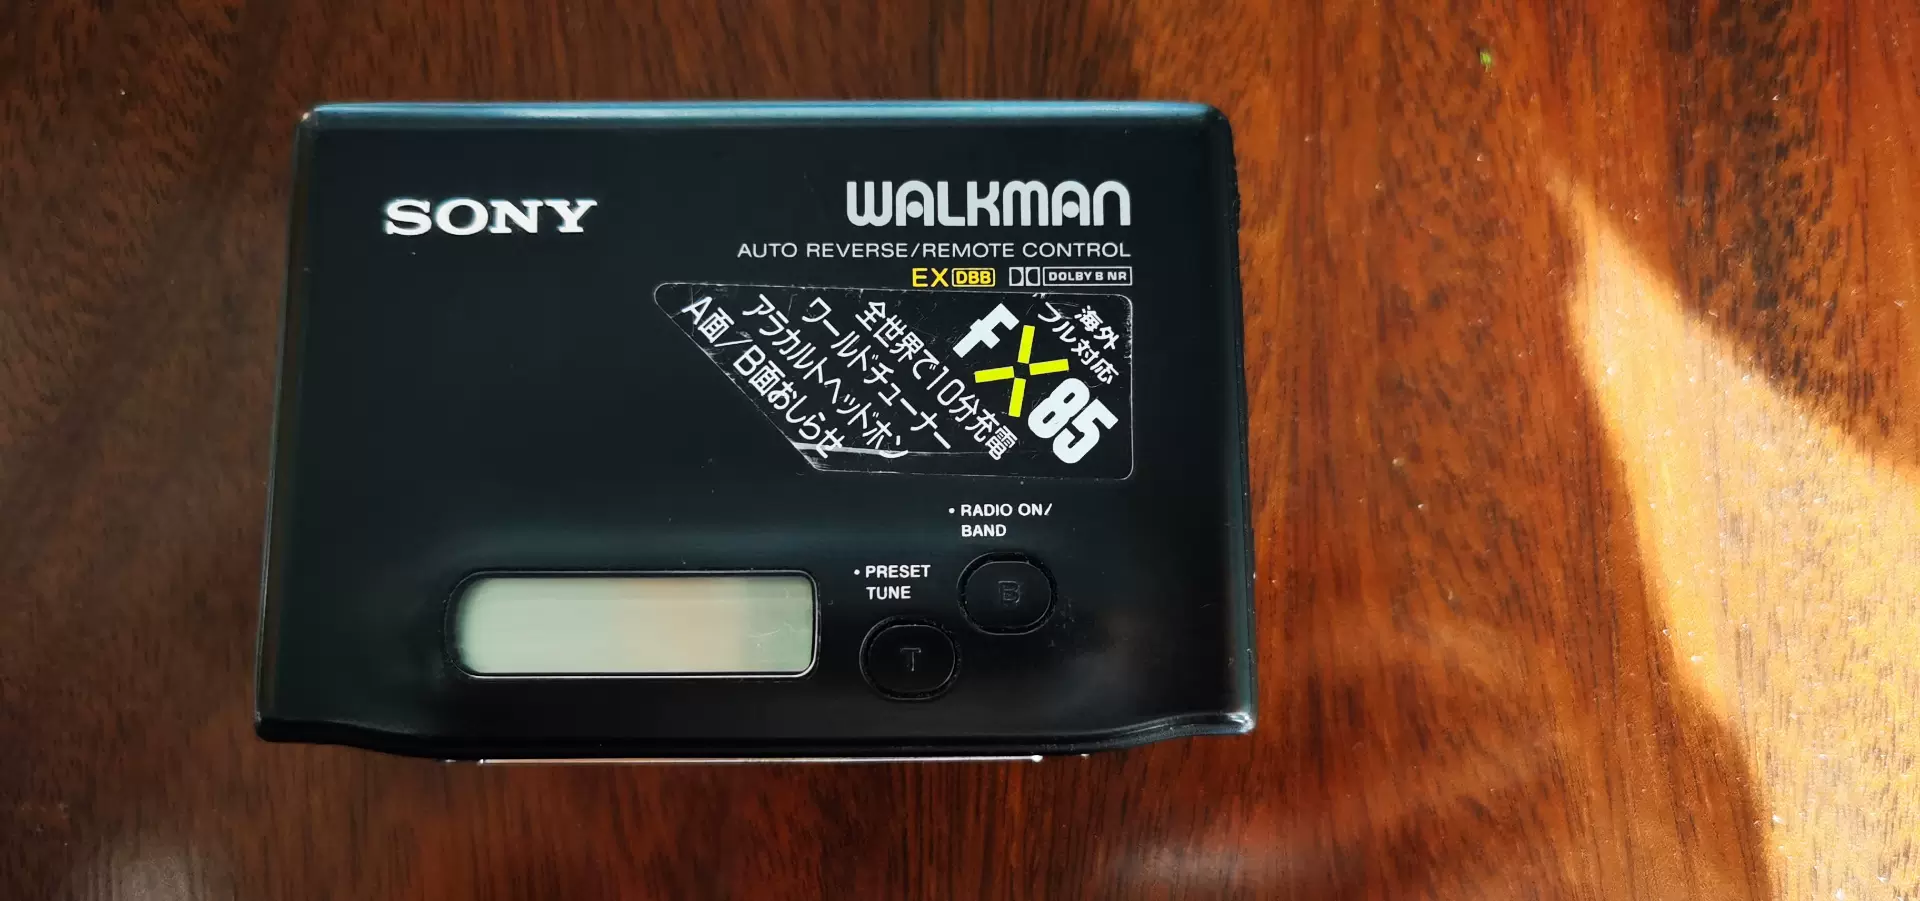 SONY
WALKMAN
AUTO REVERSE/REMOTE CONTROL
EX DBB DOLBY B NR
海外
フル対応
FX85
全世界で10分充電
ワールドチューナー
アラカルトヘッドホン
A面/B面おしらせ
• RADIO ON/
BAND
• PRESET
TUNE
B
T